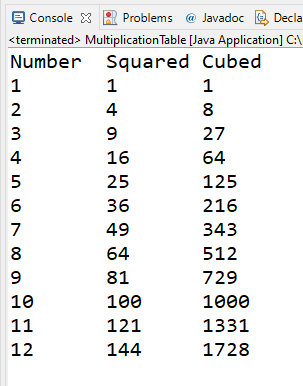 Console Problems Javadoc Decla
<terminated> MultiplicationTable [Java Application] C:\
Number Squared Cubed
1 1 1
2 4 8
3 9 27
4 16 64
5 25 125
6 36 216
7 49 343
8 64 512
9 81 729
10 100 1000
11 121 1331
12 144 1728